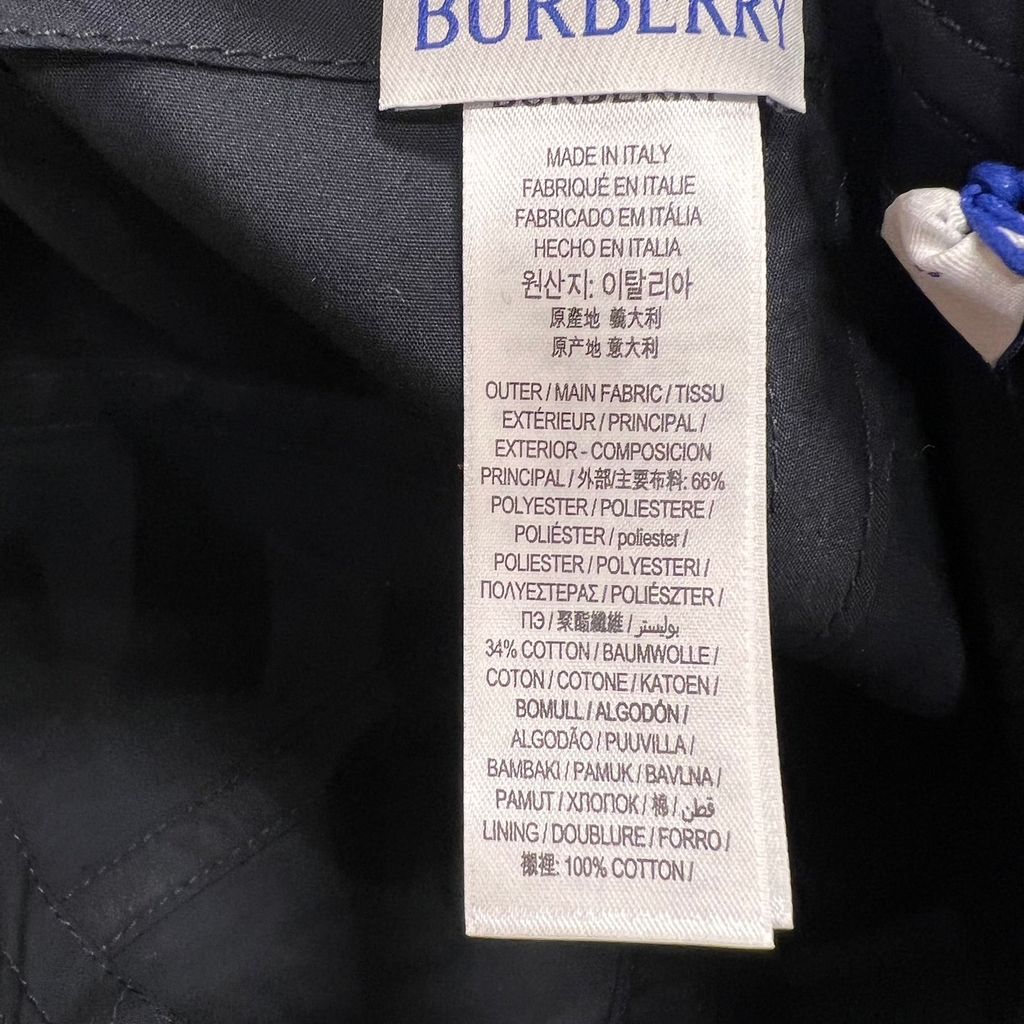 BURBERRY
BURBERRY
MADE IN ITALY
FABRIQUÉ EN ITALIE
FABRICADO EM ITÁLIA
HECHO EN ITALIA
원산지: 이탈리아
原產地 義大利
原产地 意大利
OUTER / MAIN FABRIC / TISSU
EXTÉRIEUR / PRINCIPAL /
EXTERIOR - COMPOSICION
PRINCIPAL / 外部/主要布料: 66%
POLYESTER / POLIESTERE /
POLIÉSTER / poliester /
POLIESTER / POLYESTERI /
ΠΟΛΥΕΣΤΕΡΑΣ / POLIÉSZTER /
ПЭ / 聚酯纖維 / بوليستر
34% COTTON / BAUMWOLLE /
COTON / COTONE / KATOEN /
BOMULL / ALGODÓN /
ALGODÃO / PUUVILLA /
BAMBAKI / PAMUK / BAVLNA /
PAMUT / ХЛОПОК / 棉 / قطن
LINING / DOUBLURE / FORRO /
襯裡: 100% COTTON /